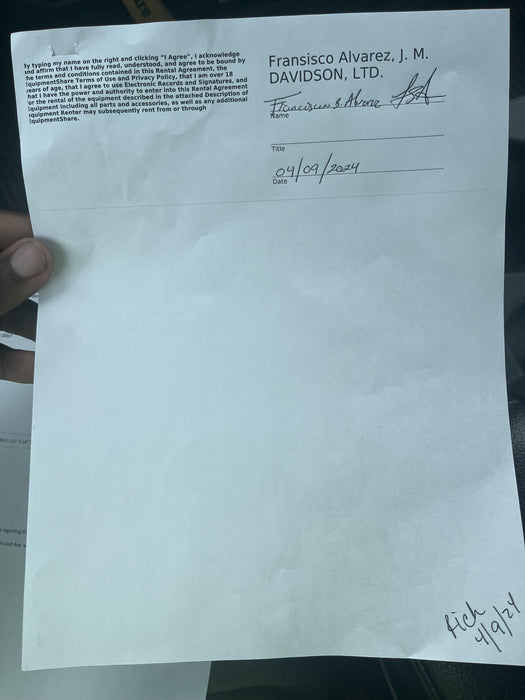 By typing my name on the right and clicking "I Agree", I acknowledge
and affirm that I have fully read, understood, and agree to be bound by
the terms and conditions contained in this Rental Agreement, the
EquipmentShare Terms of Use and Privacy Policy, that I am over 18
years of age, that I agree to use Electronic Records and Signatures, and
that I have the power and authority to enter into this Rental Agreement
for the rental of the equipment described in the attached Description of
Equipment including all parts and accessories, as well as any additional
equipment Renter may subsequently rent from or through
EquipmentShare.
Fransisco Alvarez, J. M.
DAVIDSON, LTD.
Name
Title
04/09/2024
Date
Rich
4/9/24